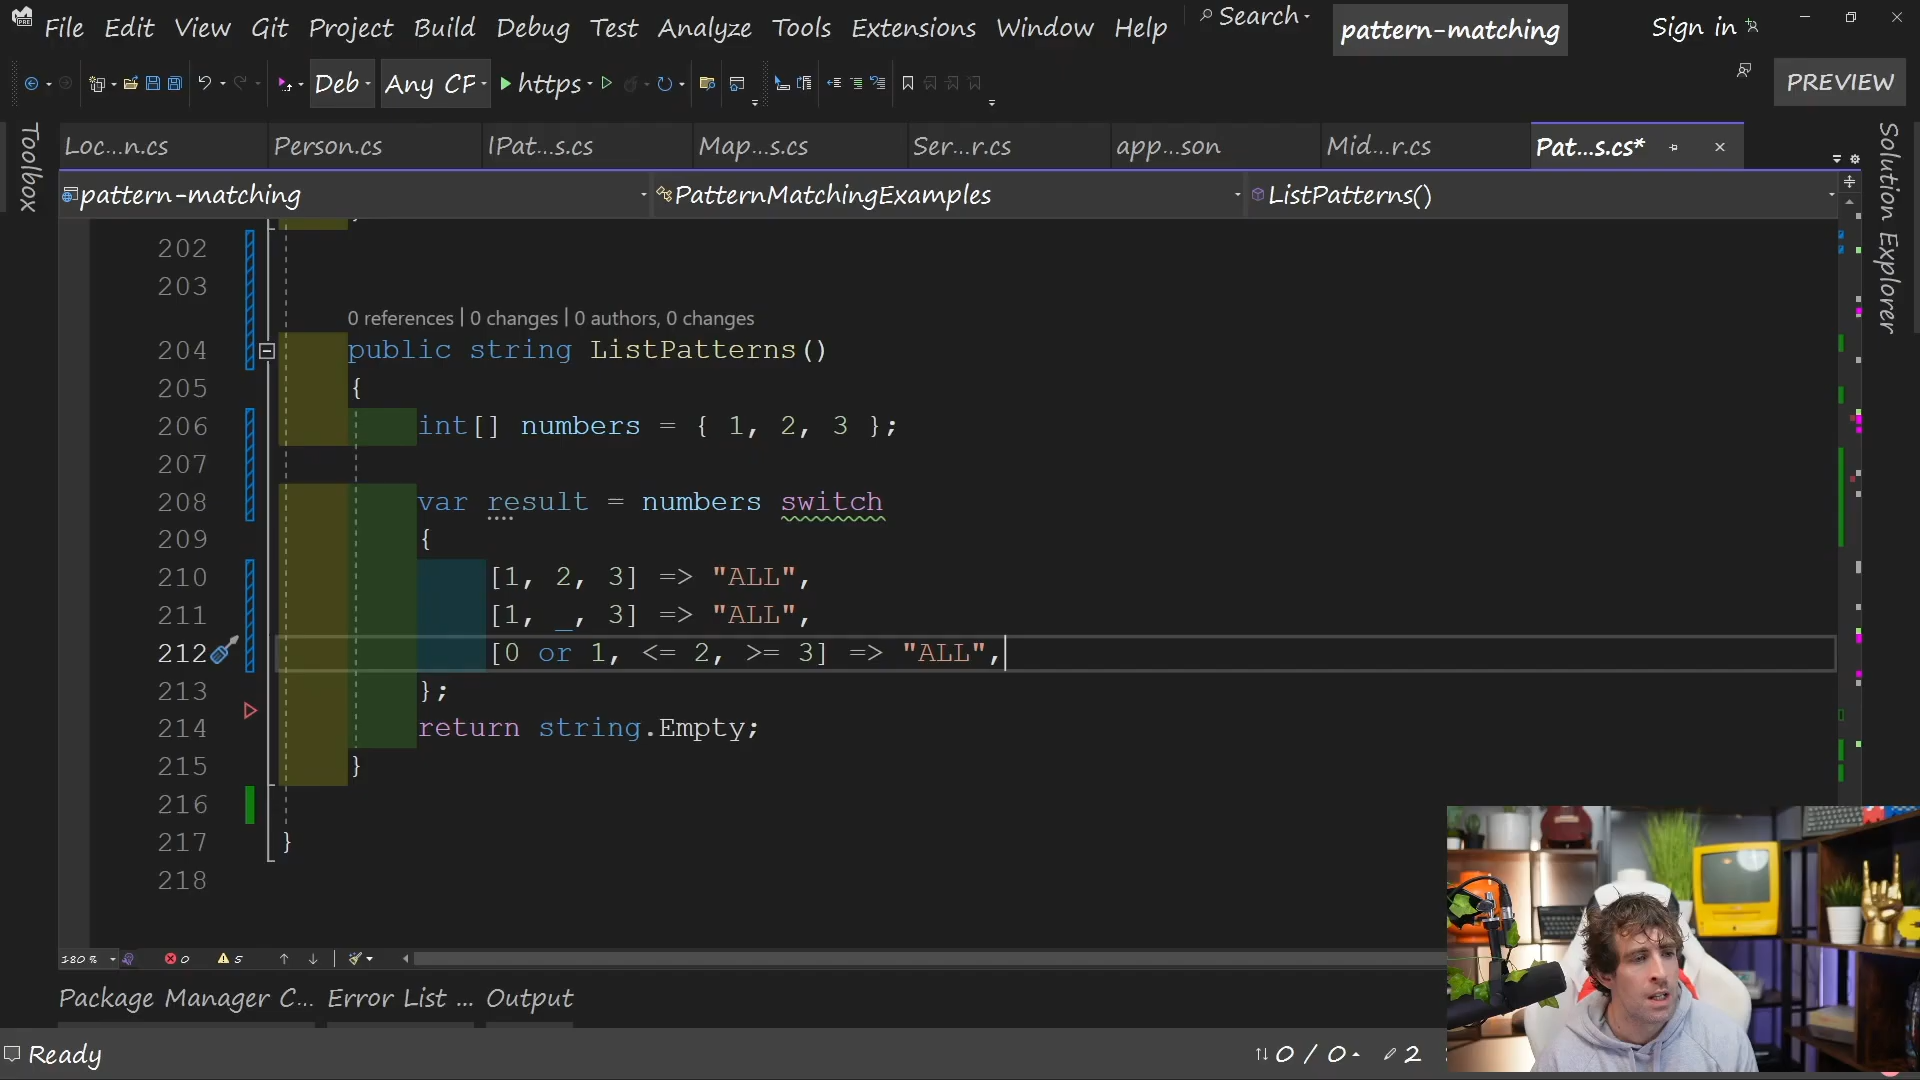 File Edit View Git Project Build Debug Test Analyze Tools Extensions Window Help Search pattern-matching Sign in
Deb Any CF https PREVIEW
Toolbox
Loc...n.cs Person.cs IPat...s.cs Map...s.cs Ser...r.cs app...son Mid...r.cs Pat...s.cs*
Solution Explorer
pattern-matching PatternMatchingExamples ListPatterns()
202
203
0 references | 0 changes | 0 authors, 0 changes
204 public string ListPatterns()
205 {
206 int[] numbers = { 1, 2, 3 };
207
208 var result = numbers switch
209 {
210 [1, 2, 3] => "ALL",
211 [1, _, 3] => "ALL",
212 [0 or 1, <= 2, >= 3] => "ALL",
213 };
214 return string.Empty;
215 }
216
217 }
218
180 % 0 5
Package Manager C... Error List ... Output
Ready 0 / 0 2